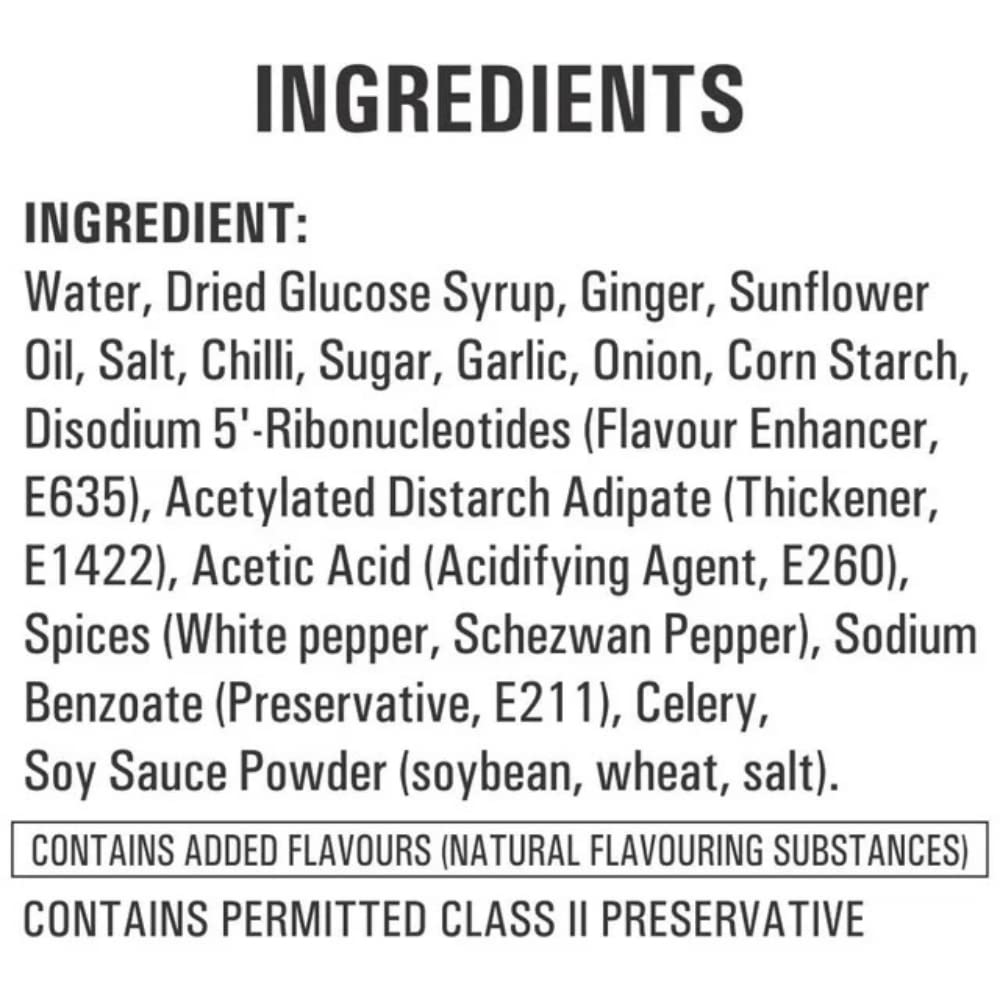 INGREDIENTS
INGREDIENT:
Water, Dried Glucose Syrup, Ginger, Sunflower
Oil, Salt, Chilli, Sugar, Garlic, Onion, Corn Starch,
Disodium 5'-Ribonucleotides (Flavour Enhancer,
E635), Acetylated Distarch Adipate (Thickener,
E1422), Acetic Acid (Acidifying Agent, E260),
Spices (White pepper, Schezwan Pepper), Sodium
Benzoate (Preservative, E211), Celery,
Soy Sauce Powder (soybean, wheat, salt).
CONTAINS ADDED FLAVOURS (NATURAL FLAVOURING SUBSTANCES)
CONTAINS PERMITTED CLASS II PRESERVATIVE